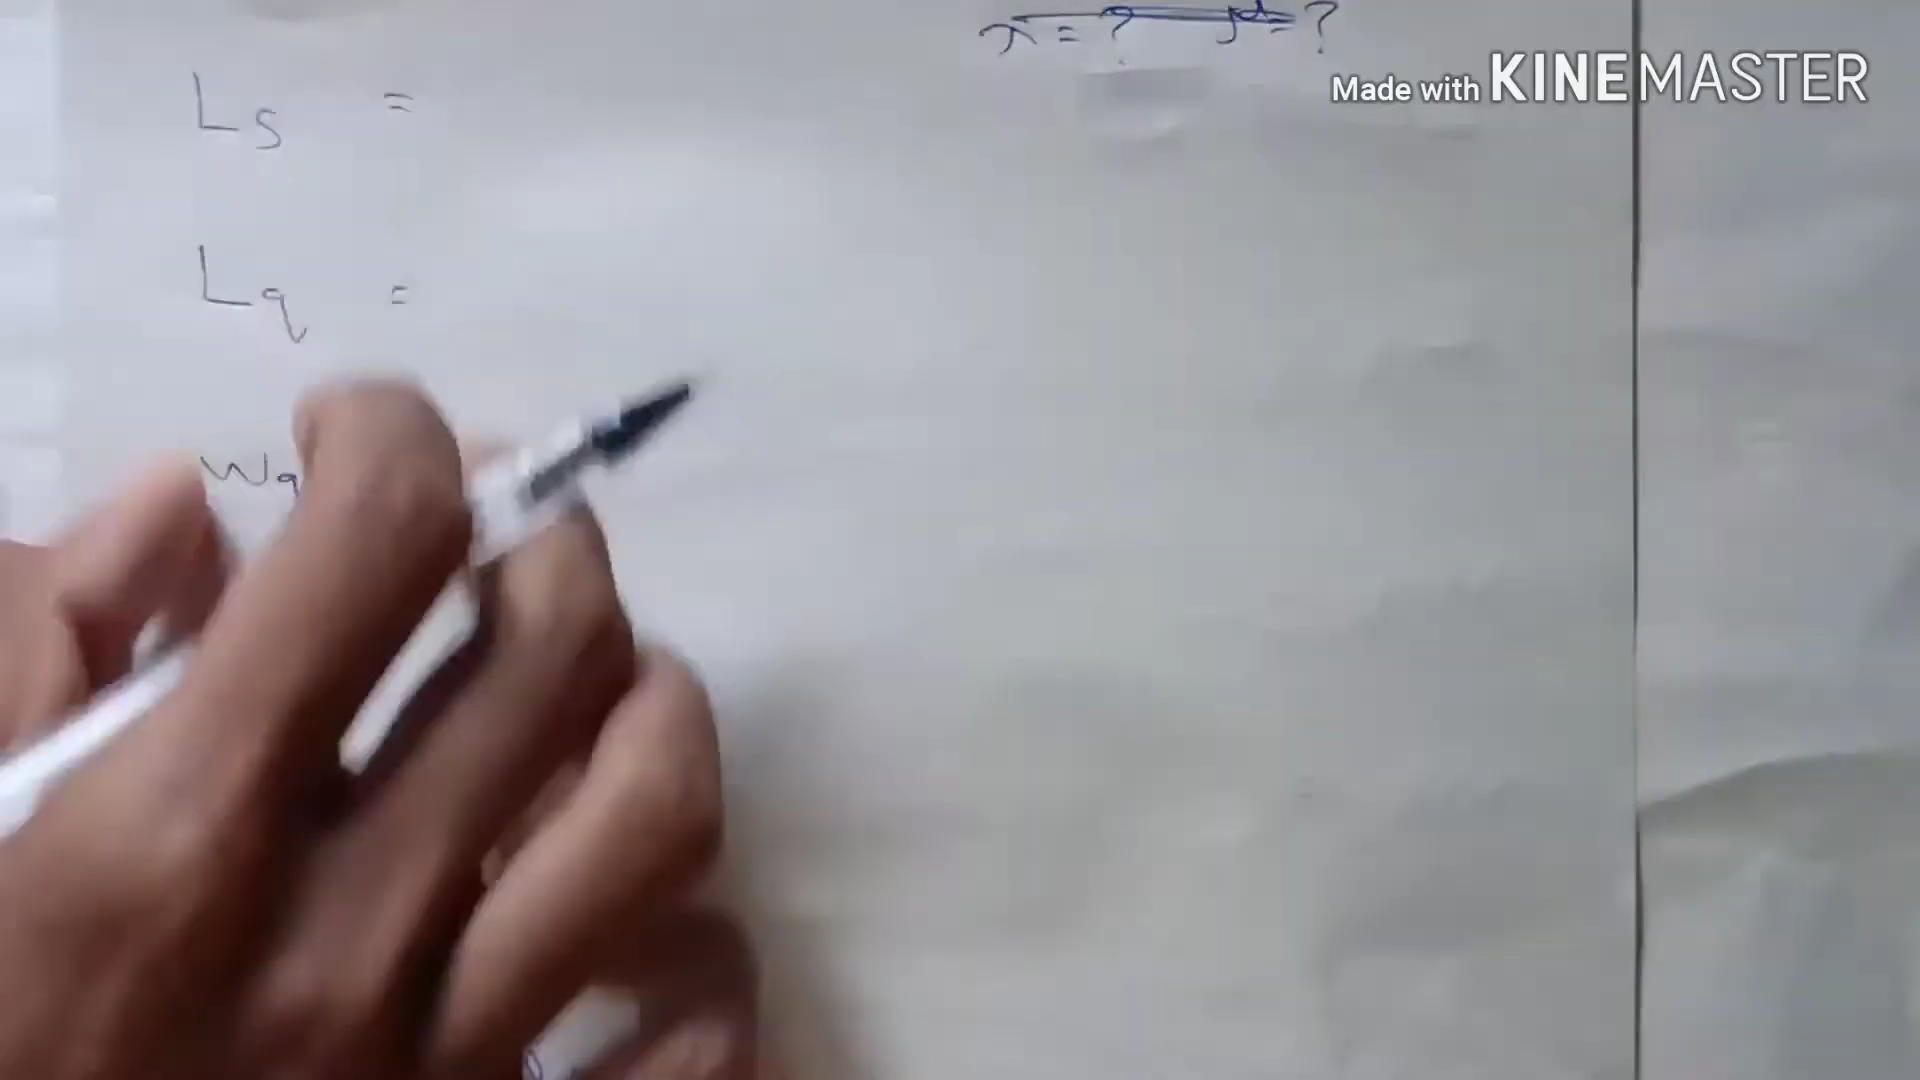 x = ? y = ?
Made with KINEMASTER
Ls =
Lq =
Wq